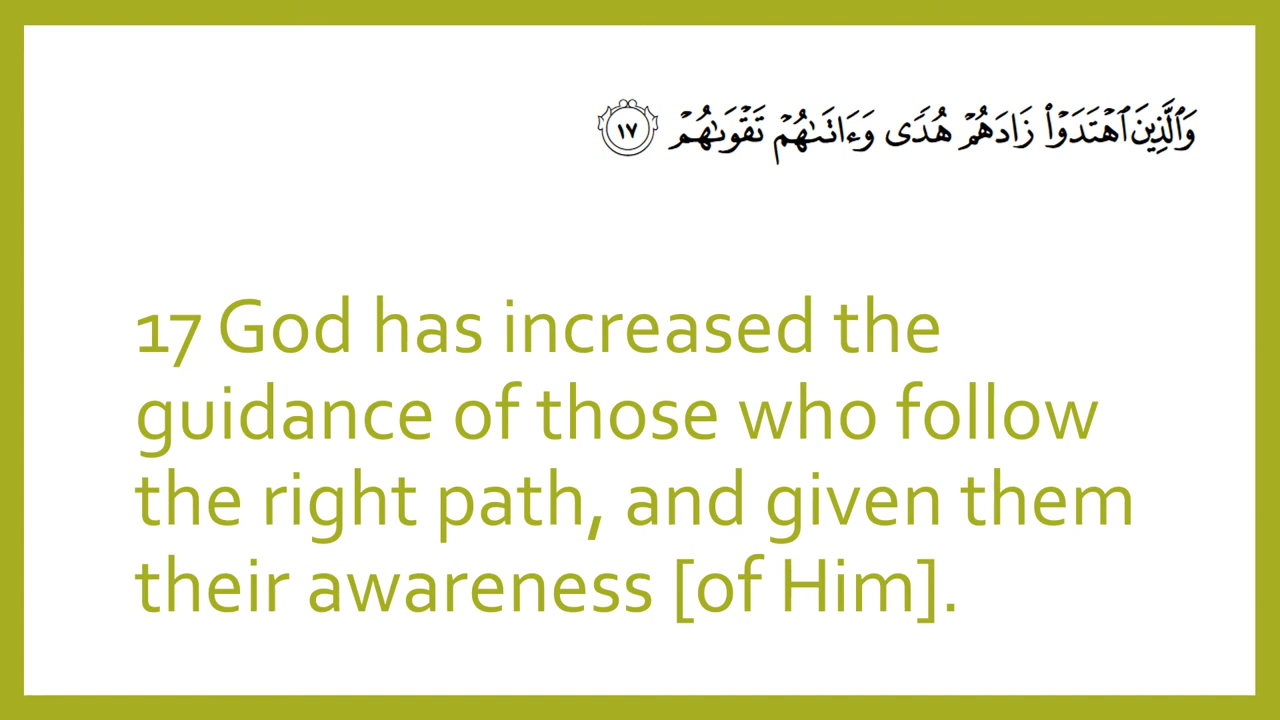 وَٱلَّذِينَ ٱهْتَدَوْا۟ زَادَهُمْ هُدًى وَءَاتَىٰهُمْ تَقْوَىٰهُمْ ١٧
17 God has increased the
guidance of those who follow
the right path, and given them
their awareness [of Him].